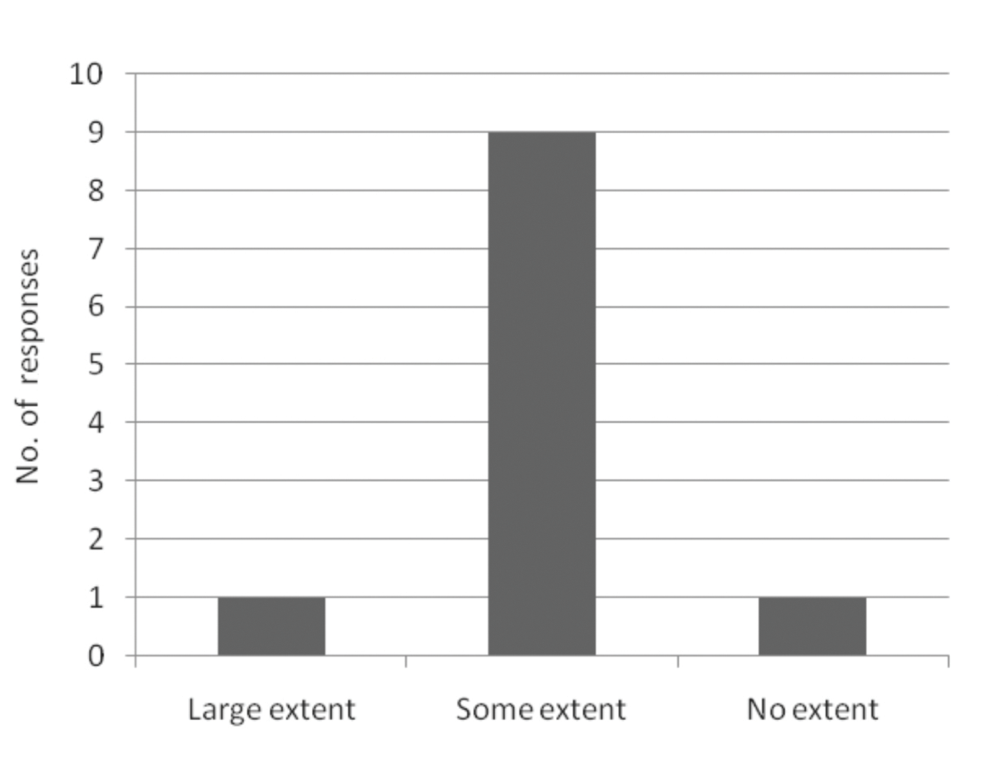 10
9
8
7
6
5
4
3
2
1
0
No. of responses
Large extent
Some extent
No extent